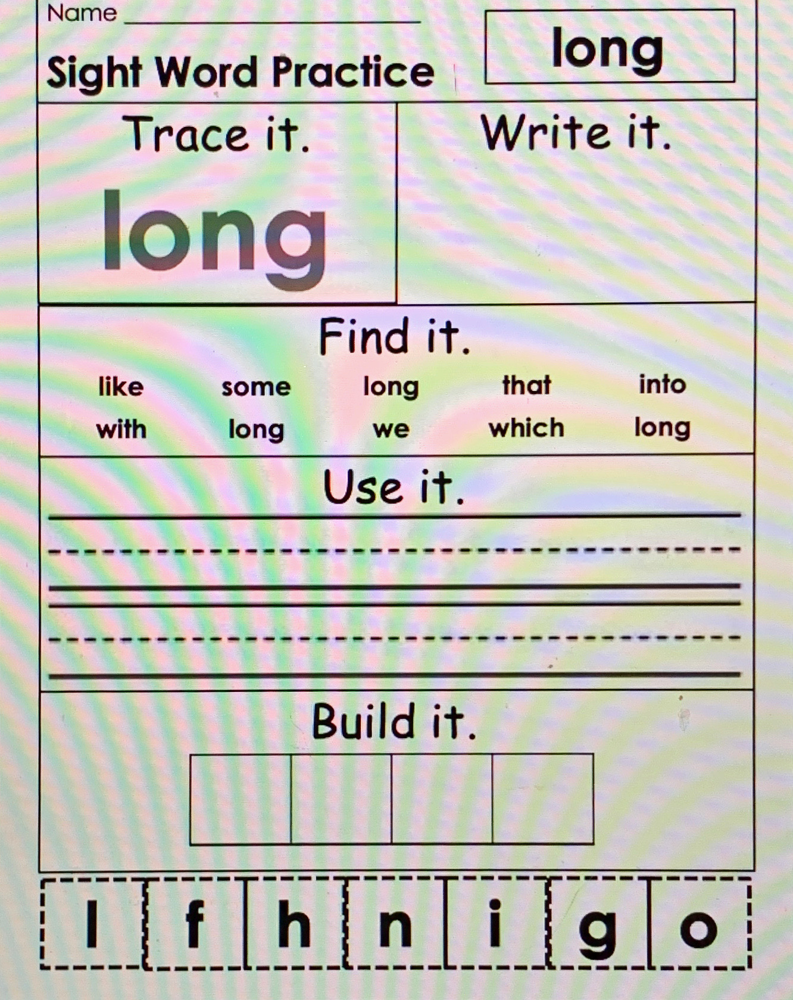 Name
long
Sight Word Practice
Trace it.
Write it.
long
Find it.
like some long that into
with long we which long
Use it.
Build it.
l f h n i g o